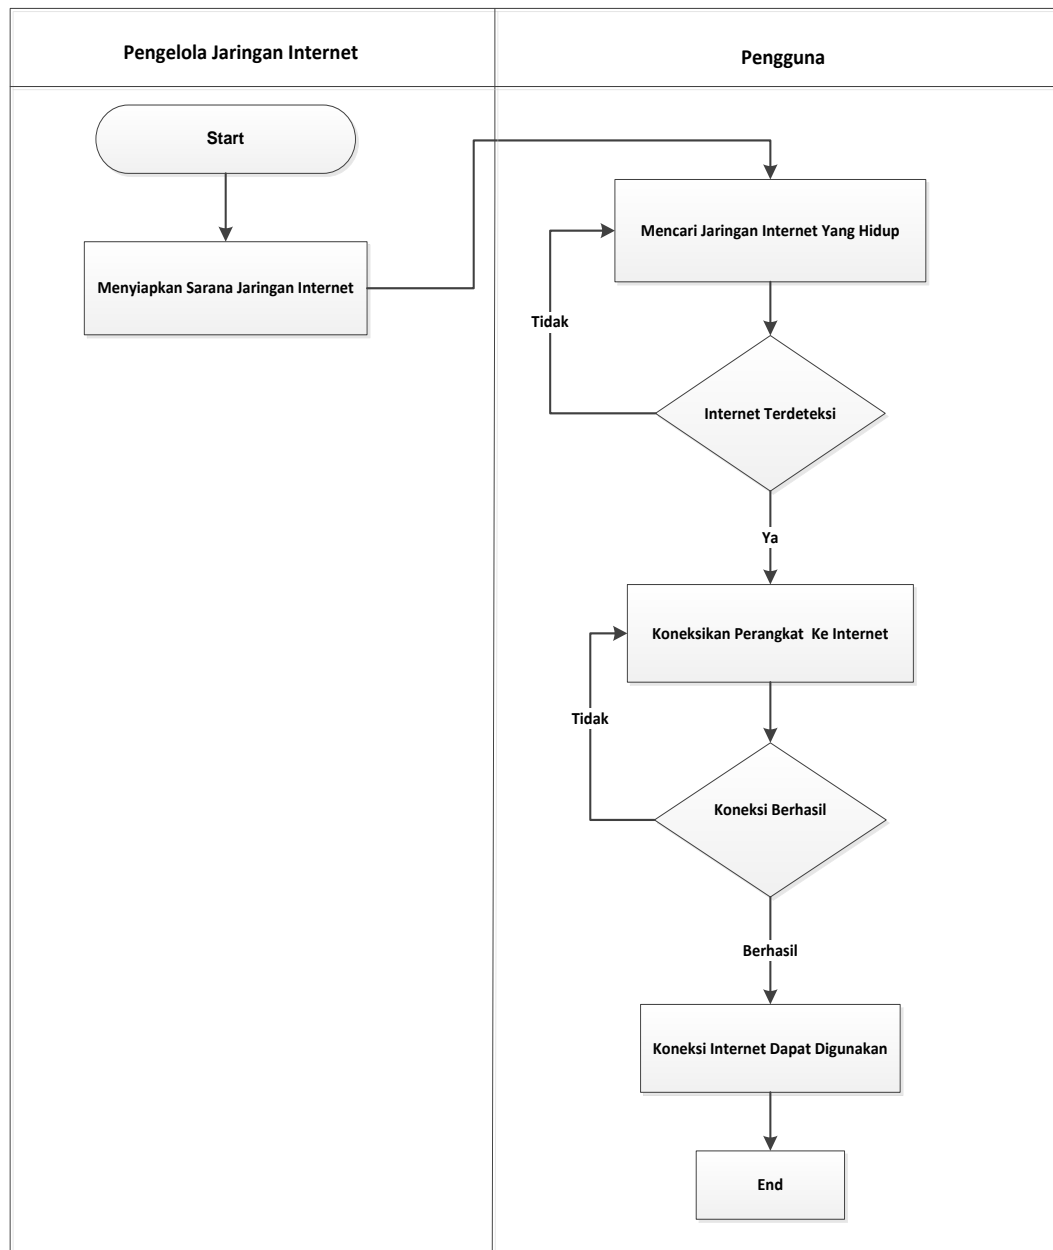 Pengelola Jaringan Internet
Pengguna
Start
Menyiapkan Sarana Jaringan Internet
Mencari Jaringan Internet Yang Hidup
Tidak
Internet Terdeteksi
Ya
Koneksikan Perangkat Ke Internet
Tidak
Koneksi Berhasil
Berhasil
Koneksi Internet Dapat Digunakan
End